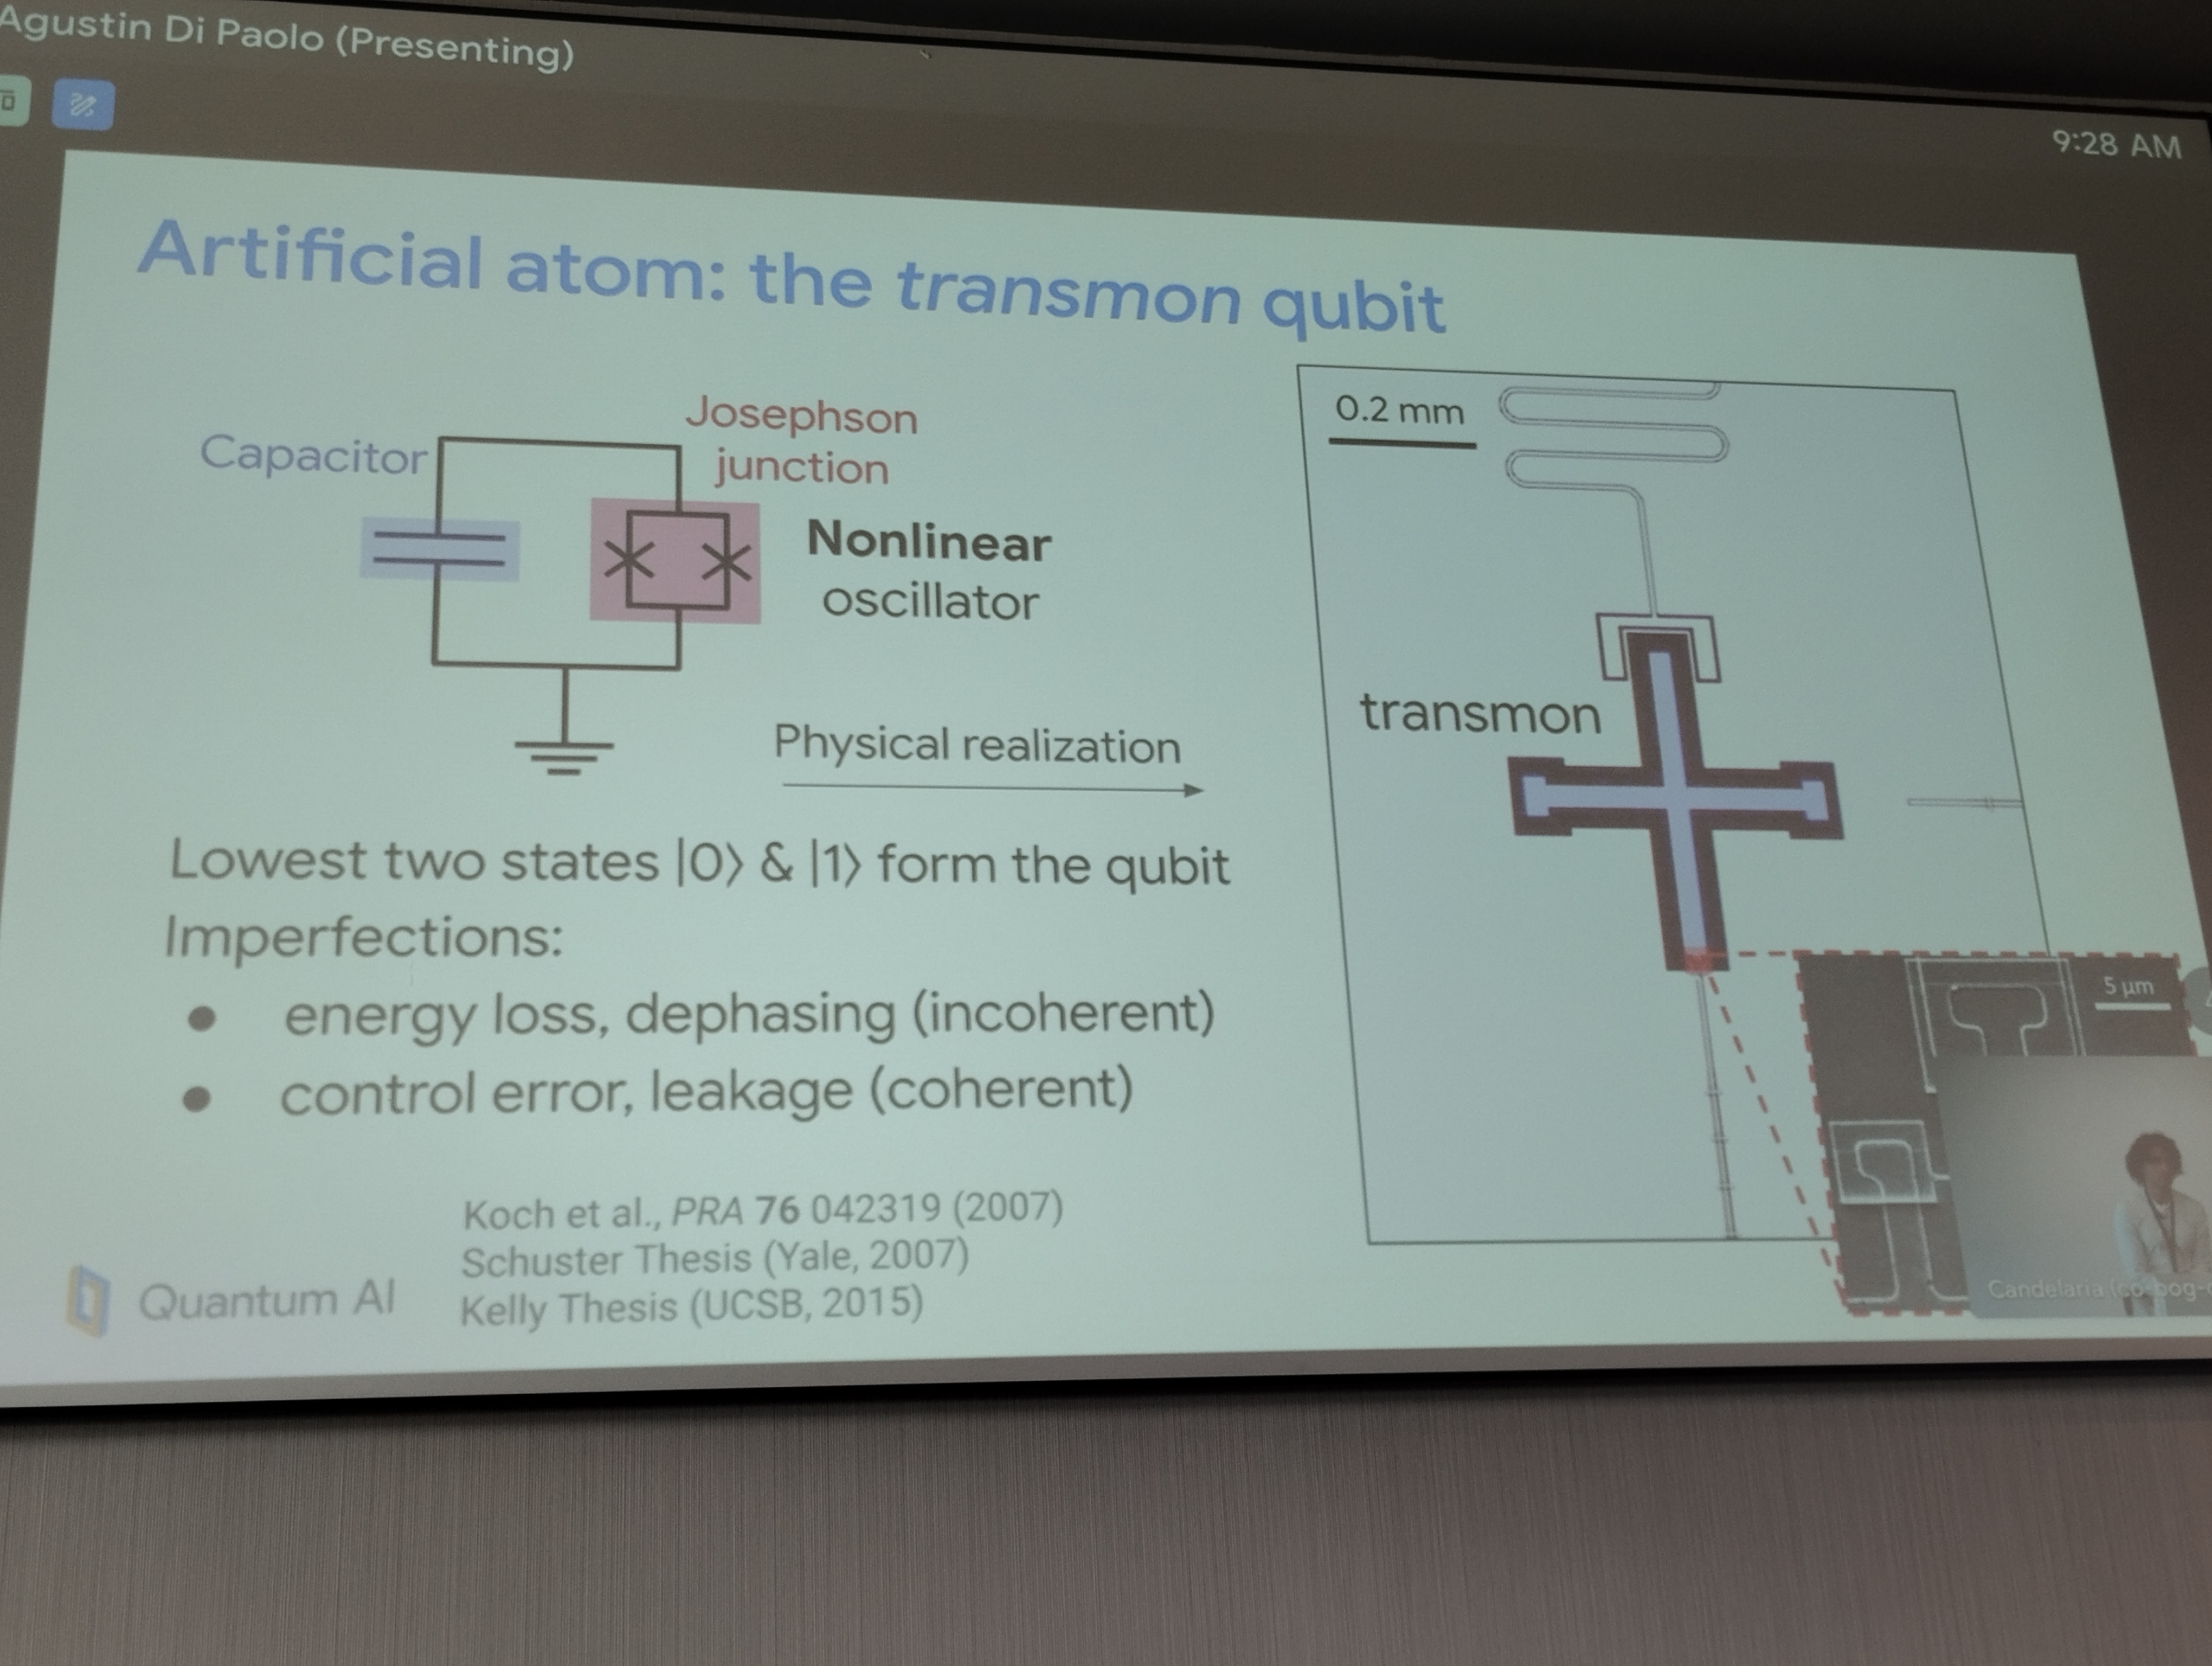 Agustin Di Paolo (Presenting)
9:28 AM
Artificial atom: the transmon qubit
Capacitor
Josephson
junction
Nonlinear
oscillator
Physical realization
Lowest two states |0⟩ & |1⟩ form the qubit
Imperfections:
● energy loss, dephasing (incoherent)
● control error, leakage (coherent)
Koch et al., PRA 76 042319 (2007)
Schuster Thesis (Yale, 2007)
Kelly Thesis (UCSB, 2015)
Quantum AI
0.2 mm
transmon
5 µm
Candelaria (co-bog-